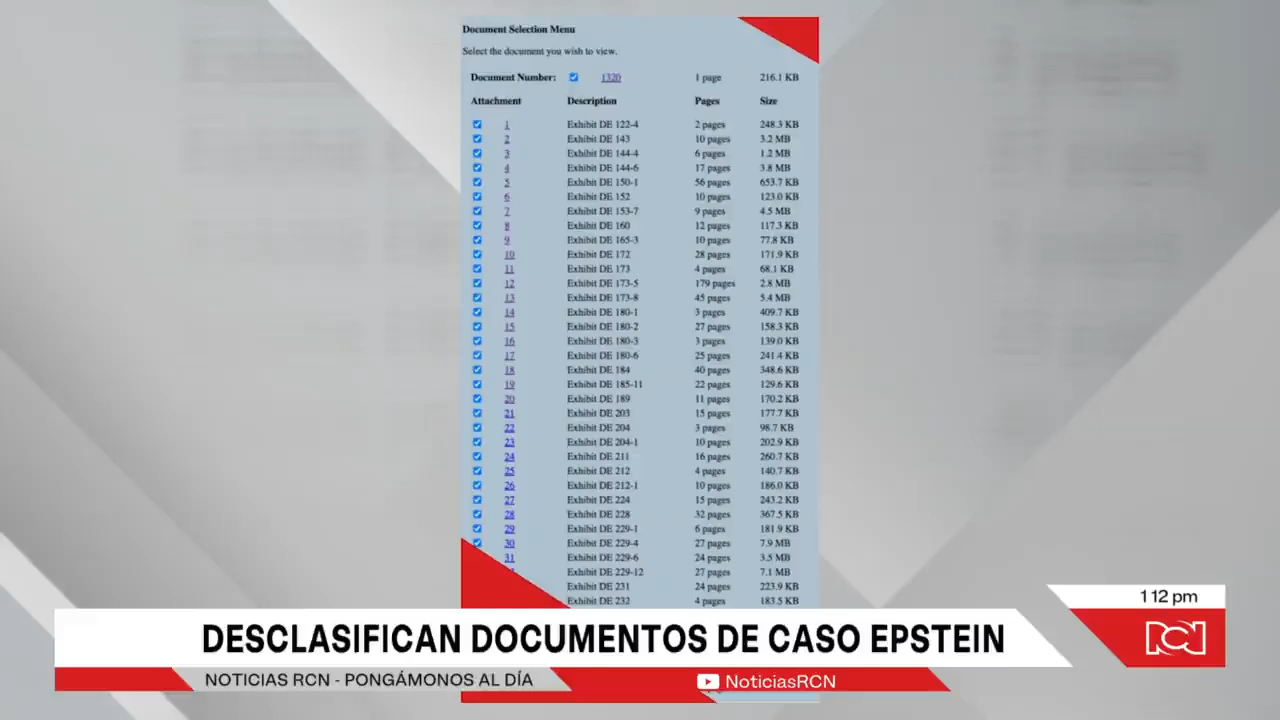 Document Selection Menu
Select the document you wish to view.
Document Number: 1320 1 page 216.1 KB
Attachment Description Pages Size
1 Exhibit DE 122-4 2 pages 248.3 KB
2 Exhibit DE 143 10 pages 3.2 MB
3 Exhibit DE 144-4 6 pages 1.2 MB
4 Exhibit DE 144-6 17 pages 3.8 MB
5 Exhibit DE 150-1 56 pages 653.7 KB
6 Exhibit DE 152 10 pages 123.0 KB
7 Exhibit DE 153-7 9 pages 4.5 MB
8 Exhibit DE 160 12 pages 117.3 KB
9 Exhibit DE 165-3 10 pages 77.8 KB
10 Exhibit DE 172 28 pages 171.9 KB
11 Exhibit DE 173 4 pages 68.1 KB
12 Exhibit DE 173-5 179 pages 2.8 MB
13 Exhibit DE 173-8 45 pages 5.4 MB
14 Exhibit DE 180-1 3 pages 409.7 KB
15 Exhibit DE 180-2 27 pages 158.3 KB
16 Exhibit DE 180-3 3 pages 139.0 KB
17 Exhibit DE 180-6 25 pages 241.4 KB
18 Exhibit DE 184 40 pages 348.6 KB
19 Exhibit DE 185-11 22 pages 129.6 KB
20 Exhibit DE 189 11 pages 170.2 KB
21 Exhibit DE 203 15 pages 177.7 KB
22 Exhibit DE 204 3 pages 98.7 KB
23 Exhibit DE 204-1 10 pages 202.9 KB
24 Exhibit DE 211 16 pages 260.7 KB
25 Exhibit DE 212 4 pages 140.7 KB
26 Exhibit DE 212-1 10 pages 186.0 KB
27 Exhibit DE 224 15 pages 243.2 KB
28 Exhibit DE 228 32 pages 367.5 KB
29 Exhibit DE 229-1 6 pages 181.9 KB
30 Exhibit DE 229-4 27 pages 7.9 MB
31 Exhibit DE 229-6 24 pages 3.5 MB
Exhibit DE 229-12 27 pages 7.1 MB
Exhibit DE 231 24 pages 223.9 KB
Exhibit DE 232 4 pages 183.5 KB
1 12 pm
DESCLASIFICAN DOCUMENTOS DE CASO EPSTEIN
RCN
NOTICIAS RCN - PONGÁMONOS AL DÍA
NoticiasRCN